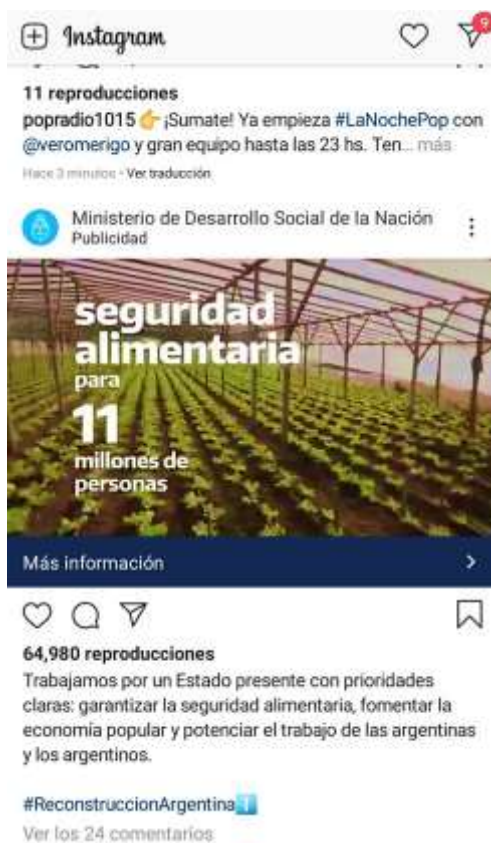 Instagram
9
11 reproducciones
popradio1015 👉 ¡Sumate! Ya empieza #LaNochePop con
@veromerigo y gran equipo hasta las 23 hs. Ten... más
Hace 3 minutos • Ver traducción
Ministerio de Desarrollo Social de la Nación
Publicidad
seguridad
alimentaria
para
11
millones de
personas
Más información
64,980 reproducciones
Trabajamos por un Estado presente con prioridades
claras: garantizar la seguridad alimentaria, fomentar la
economía popular y potenciar el trabajo de las argentinas
y los argentinos.
#ReconstruccionArgentina
Ver los 24 comentarios